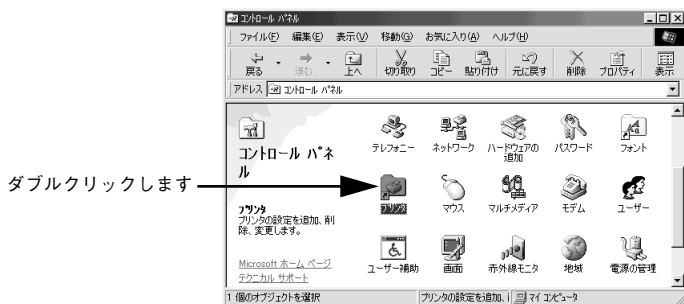 コントロール パネル
ファイル(F) 編集(E) 表示(V) 移動(G) お気に入り(A) ヘルプ(H)
戻る 進む 上へ 切り取り コピー 貼り付け 元に戻す 削除 プロパティ 表示
アドレス コントロール パネル
コントロール パネ
ル
テレフォニー ネットワーク ハードウェアの
追加 パスワード フォント
ダブルクリックします
プリンタ
プリンタの設定を追加、削
除、変更します。
プリンタ マウス マルチメディア モデム ユーザー
Microsoft ホーム ページ
テクニカル サポート
ユーザー補助 画面 赤外線モニタ 地域 電源の管理
1 個のオブジェクトを選択 プリンタの設定を追加、 マイ コンピュータ